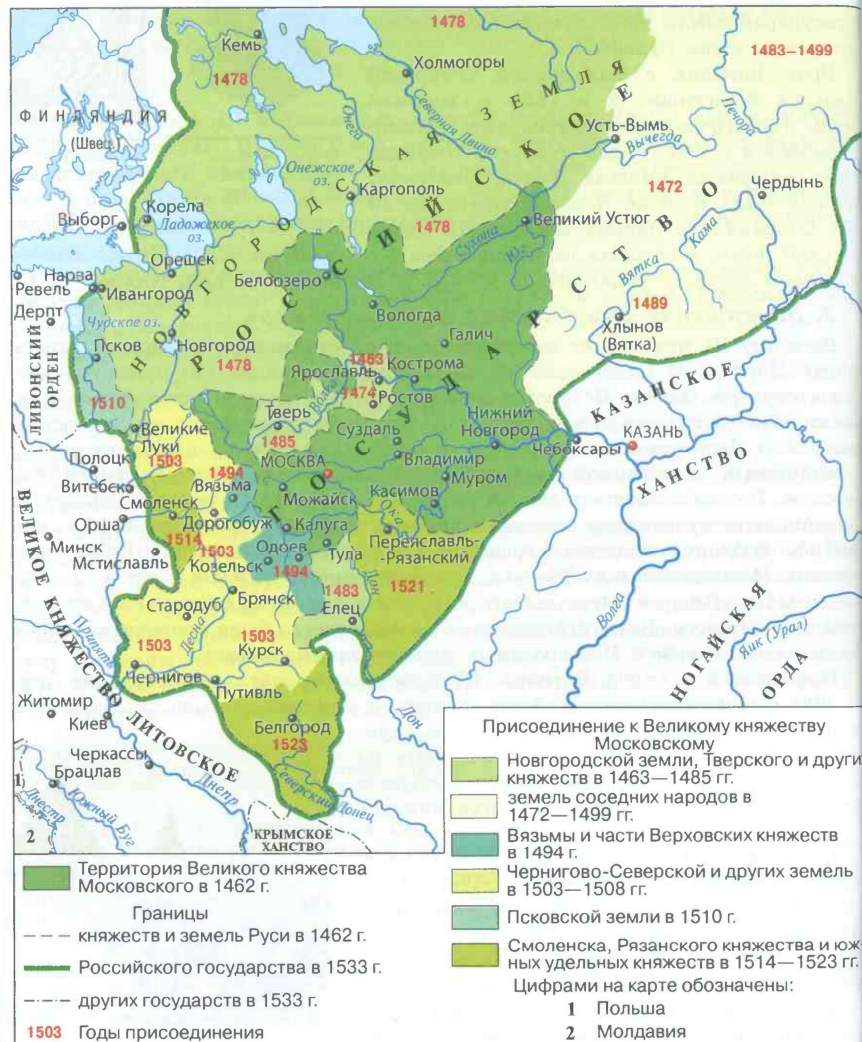 1478
1483–1499
Кемь
1478
Холмогоры
ФИНЛЯНДИЯ
(Швец.)
Онега
Северная Двина
Печора
Усть-Вымь
Вычегда
НОВГОРОДСКАЯ ЗЕМЛЯ
РОССИЙСКОЕ ГОСУДАРСТВО
Онежское
оз.
Каргополь
1472
Чердынь
Корела
Выборг
Ладожское
оз.
1478
Великий Устюг
Сухона
Юг
Кама
Орешек
Белоозеро
Вятка
Нарва
Ревель
Ивангород
Вологда
1489
Дерпт
Чудское оз.
Хлынов
(Вятка)
Галич
Псков
Новгород
1478
1463
Ярославль
Кострома
ЛИВОНСКИЙ
ОРДЕН
Волга
1474
Ростов
КАЗАНСКОЕ
ХАНСТВО
1510
Тверь
Великие
Луки
1485
Суздаль
Нижний
Новгород
КАЗАНЬ
Чебоксары
1503
МОСКВА
Владимир
Полоцк
1494
Вязьма
Муром
Витебск
Можайск
Касимов
Смоленск
Ока
Орша
Дорогобуж
Калуга
Переяславль-
Рязанский
1514
Минск
1503
Одоев
Тула
Мстиславль
Козельск
1494
Дон
1521
ВЕЛИКОЕ КНЯЖЕСТВО ЛИТОВСКОЕ
1483
Брянск
Елец
Стародуб
Волга
Припять
Десна
1503
1503
Курск
НОГАЙСКАЯ
ОРДА
Яик (Урал)
Чернигов
Путивль
Дон
Житомир
Киев
Белгород
1523
Черкассы
Брацлав
1
Днепр
Северский Донец
Днестр
Южный Буг
2
КРЫМСКОЕ
ХАНСТВО
Территория Великого княжества
Московского в 1462 г.
Границы
княжеств и земель Руси в 1462 г.
Российского государства в 1533 г.
других государств в 1533 г.
1503 Годы присоединения
Присоединение к Великому княжеству
Московскому
Новгородской земли, Тверского и други
княжеств в 1463—1485 гг.
земель соседних народов в
1472—1499 гг.
Вязьмы и части Верховских княжеств
в 1494 г.
Чернигово-Северской и других земель
в 1503—1508 гг.
Псковской земли в 1510 г.
Смоленска, Рязанского княжества и юж-
ных удельных княжеств в 1514—1523 гг.
Цифрами на карте обозначены:
1 Польша
2 Молдавия